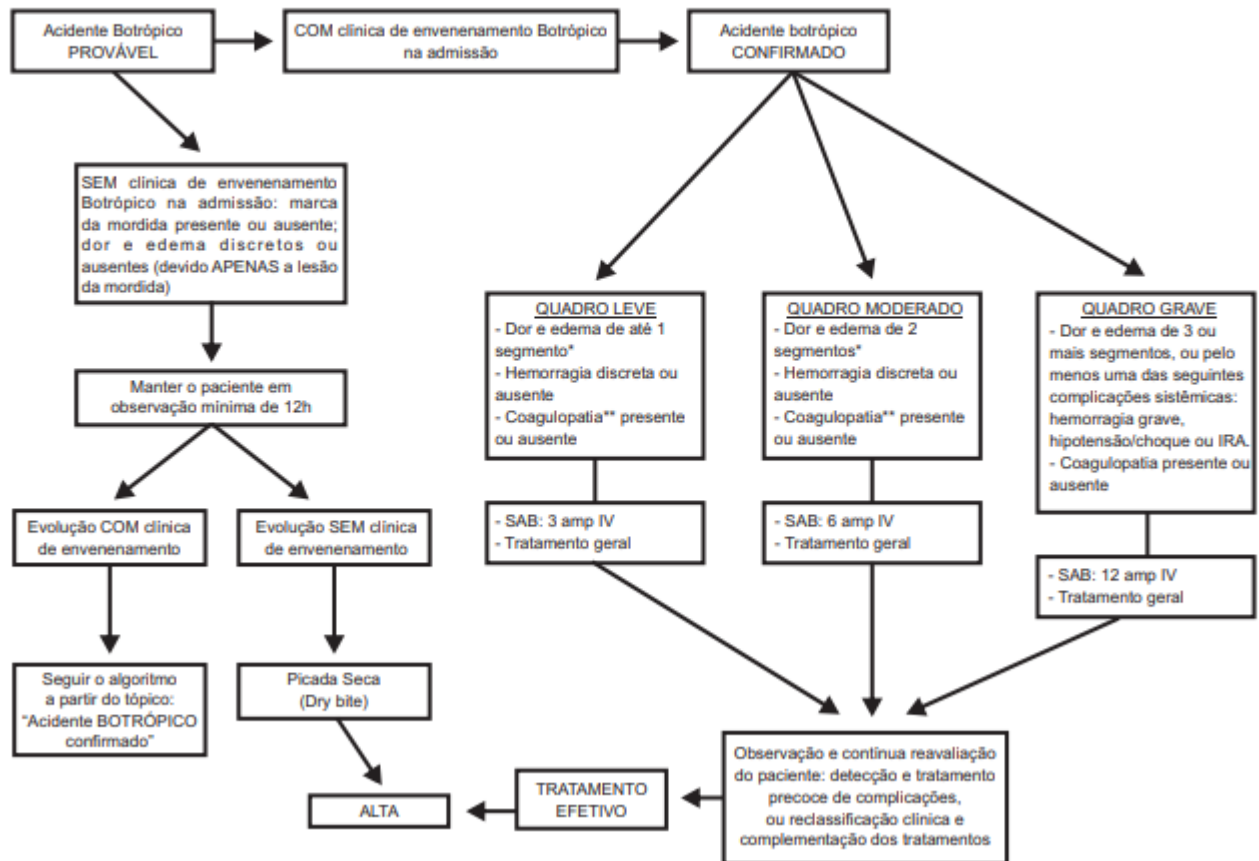 Acidente Botrópico
PROVÁVEL
COM clínica de envenenamento Botrópico
na admissão
Acidente botrópico
CONFIRMADO
SEM clínica de envenenamento
Botrópico na admissão: marca
da mordida presente ou ausente;
dor e edema discretos ou
ausentes (devido APENAS a lesão
da mordida)
Manter o paciente em
observação mínima de 12h
Evolução COM clínica
de envenenamento
Evolução SEM clínica
de envenenamento
Seguir o algoritmo
a partir do tópico:
“Acidente BOTRÓPICO
confirmado”
Picada Seca
(Dry bite)
QUADRO LEVE
- Dor e edema de até 1
segmento*
- Hemorragia discreta ou
ausente
- Coagulopatia** presente
ou ausente
- SAB: 3 amp IV
- Tratamento geral
QUADRO MODERADO
- Dor e edema de 2
segmentos*
- Hemorragia discreta ou
ausente
- Coagulopatia** presente
ou ausente
- SAB: 6 amp IV
- Tratamento geral
QUADRO GRAVE
- Dor e edema de 3 ou
mais segmentos, ou pelo
menos uma das seguintes
complicações sistêmicas:
hemorragia grave,
hipotensão/choque ou IRA.
- Coagulopatia presente ou
ausente
- SAB: 12 amp IV
- Tratamento geral
Observação e contínua reavaliação
do paciente: detecção e tratamento
precoce de complicações,
ou reclassificação clínica e
complementação dos tratamentos
TRATAMENTO
EFETIVO
ALTA